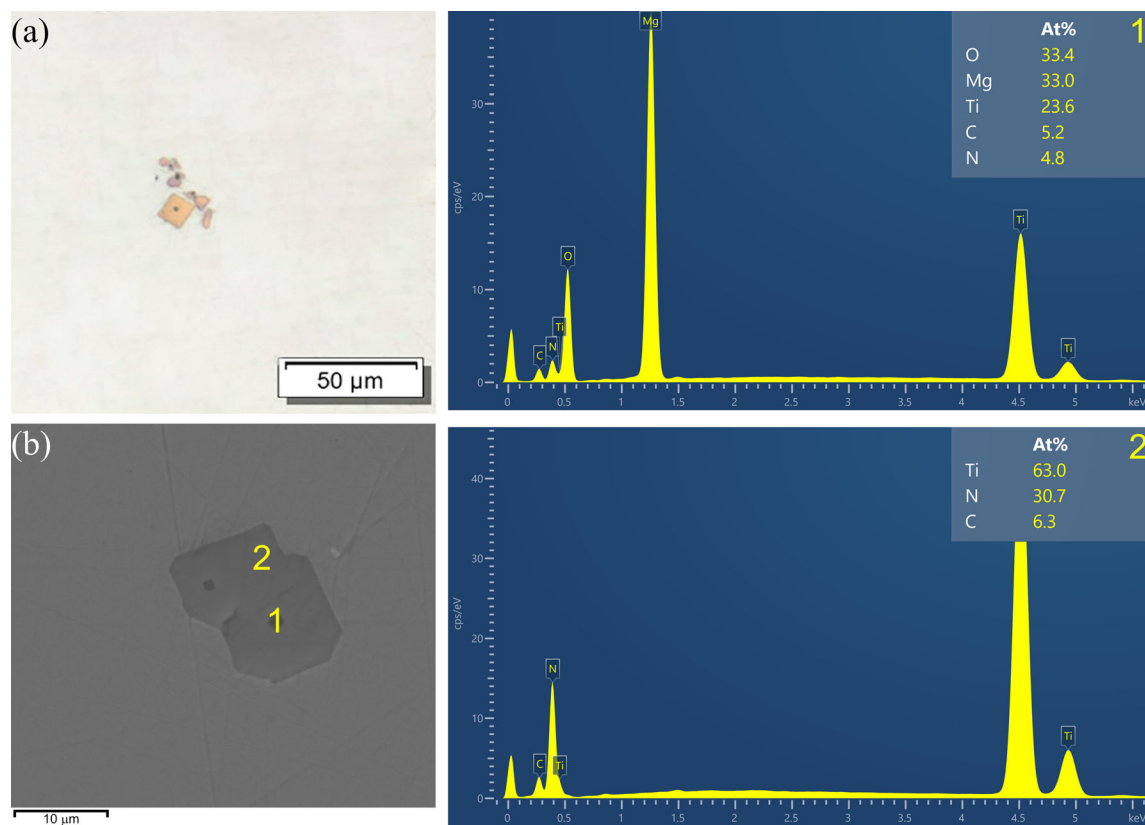 (a)
50 µm
1
At%
O 33.4
Mg 33.0
Ti 23.6
C 5.2
N 4.8
Mg
Ti
O
Ti
N
C
Ti
cps/eV
30
20
10
0
0 0.5 1 1.5 2 2.5 3 3.5 4 4.5 5 keV
(b)
2
1
10 µm
2
At%
Ti 63.0
N 30.7
C 6.3
N
C
Ti
Ti
cps/eV
40
30
20
10
0
0 0.5 1 1.5 2 2.5 3 3.5 4 4.5 5 keV